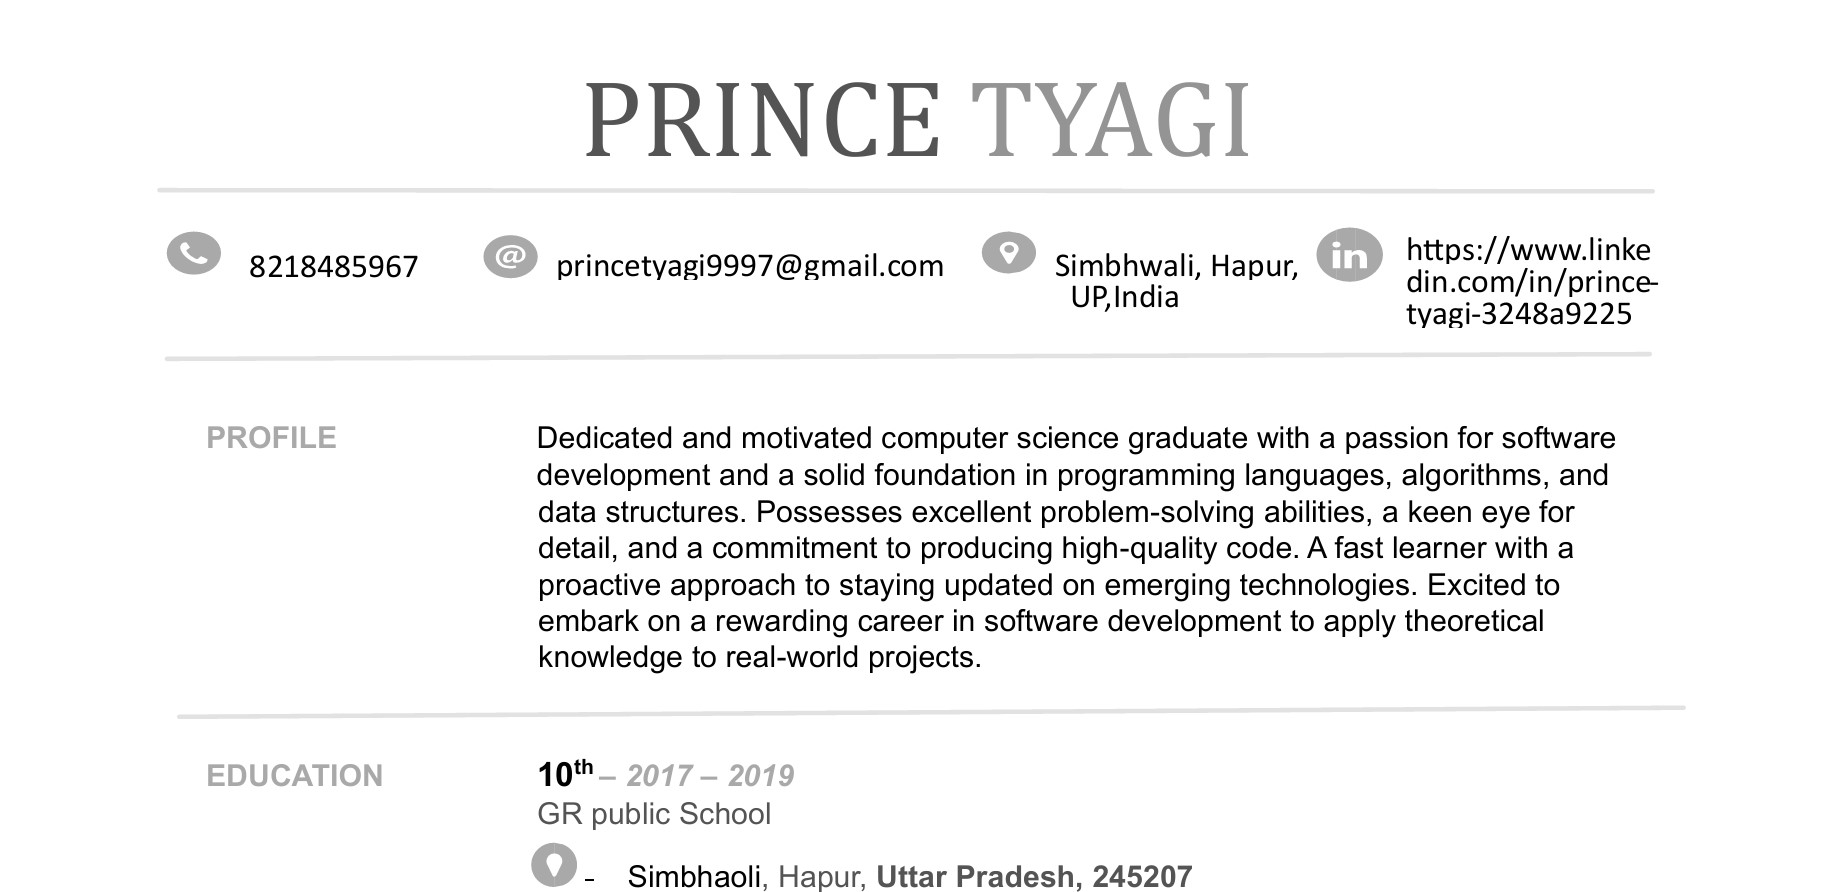 PRINCE TYAGI
8218485967
princetyagi9997@gmail.com
Simbhwali, Hapur,
UP,India
in
https://www.linke
din.com/in/prince-
tyagi-3248a9225
PROFILE
Dedicated and motivated computer science graduate with a passion for software
development and a solid foundation in programming languages, algorithms, and
data structures. Possesses excellent problem-solving abilities, a keen eye for
detail, and a commitment to producing high-quality code. A fast learner with a
proactive approach to staying updated on emerging technologies. Excited to
embark on a rewarding career in software development to apply theoretical
knowledge to real-world projects.
EDUCATION
10th – 2017 – 2019
GR public School
- Simbhaoli, Hapur, Uttar Pradesh, 245207